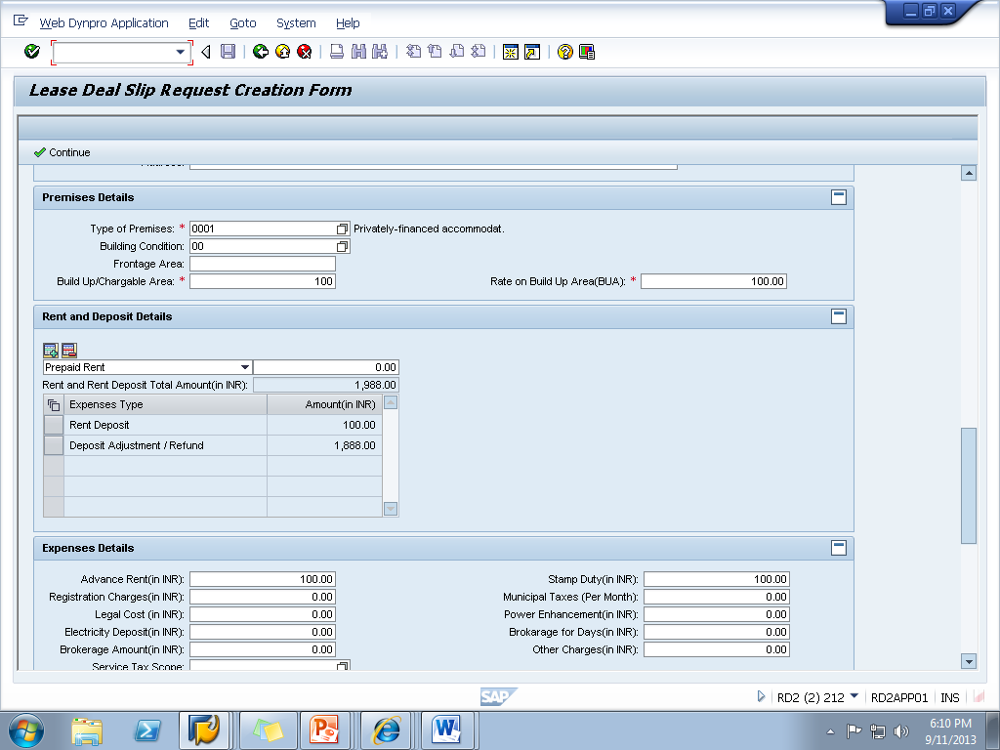 Web Dynpro Application Edit Goto System Help
Lease Deal Slip Request Creation Form
Continue
Address:
Premises Details
Type of Premises: * 0001 Privately-financed accommodat.
Building Condition: 00
Frontage Area:
Build Up/Chargable Area: * 100 Rate on Build Up Area(BUA): * 100.00
Rent and Deposit Details
Prepaid Rent 0.00
Rent and Rent Deposit Total Amount(in INR): 1,988.00
Expenses Type Amount(in INR)
Rent Deposit 100.00
Deposit Adjustment / Refund 1,888.00
Expenses Details
Advance Rent(in INR): 100.00 Stamp Duty(in INR): 100.00
Registration Charges(in INR): 0.00 Municipal Taxes (Per Month): 0.00
Legal Cost (in INR): 0.00 Power Enhancement(in INR): 0.00
Electricity Deposit(in INR): 0.00 Brokarage for Days(in INR): 0.00
Brokerage Amount(in INR): 0.00 Other Charges(in INR): 0.00
Service Tax Scope:
SAP
RD2 (2) 212 RD2APP01 INS
6:10 PM
9/11/2013